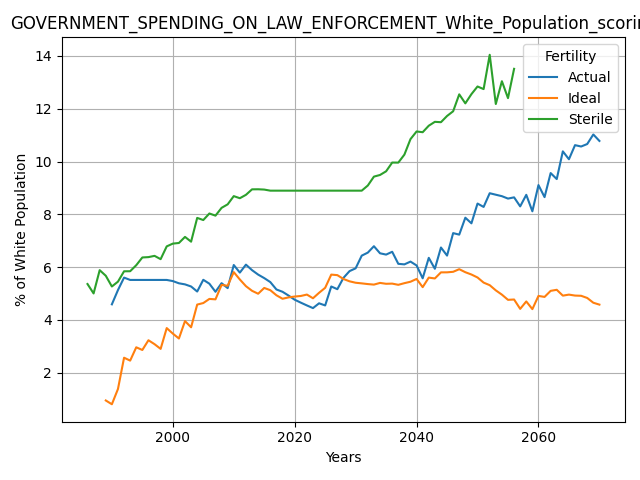 GOVERNMENT_SPENDING_ON_LAW_ENFORCEMENT_White_Population_scorin
Fertility
Actual
Ideal
Sterile
% of White Population
14
12
10
8
6
4
2
2000 2020 2040 2060
Years